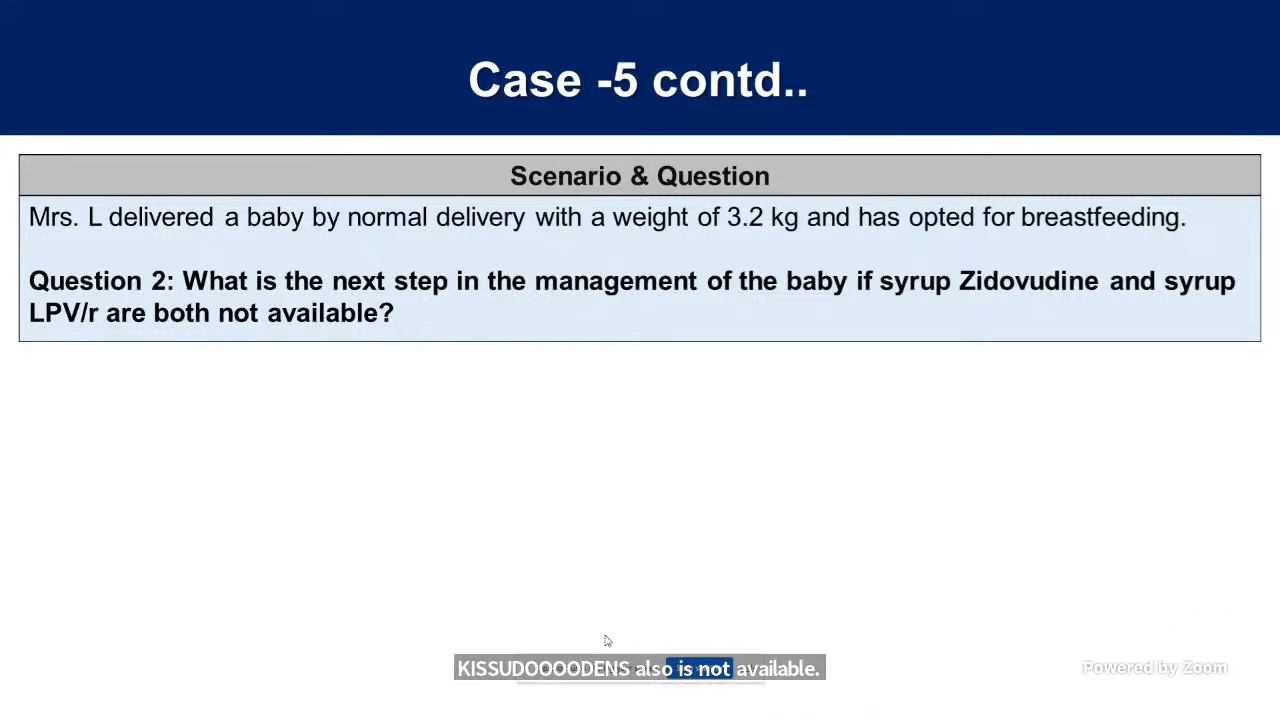 Case -5 contd..
Scenario & Question
Mrs. L delivered a baby by normal delivery with a weight of 3.2 kg and has opted for breastfeeding.
Question 2: What is the next step in the management of the baby if syrup Zidovudine and syrup
LPV/r are both not available?
KISSUDOOOODENS also is not available.
Powered by Zoom